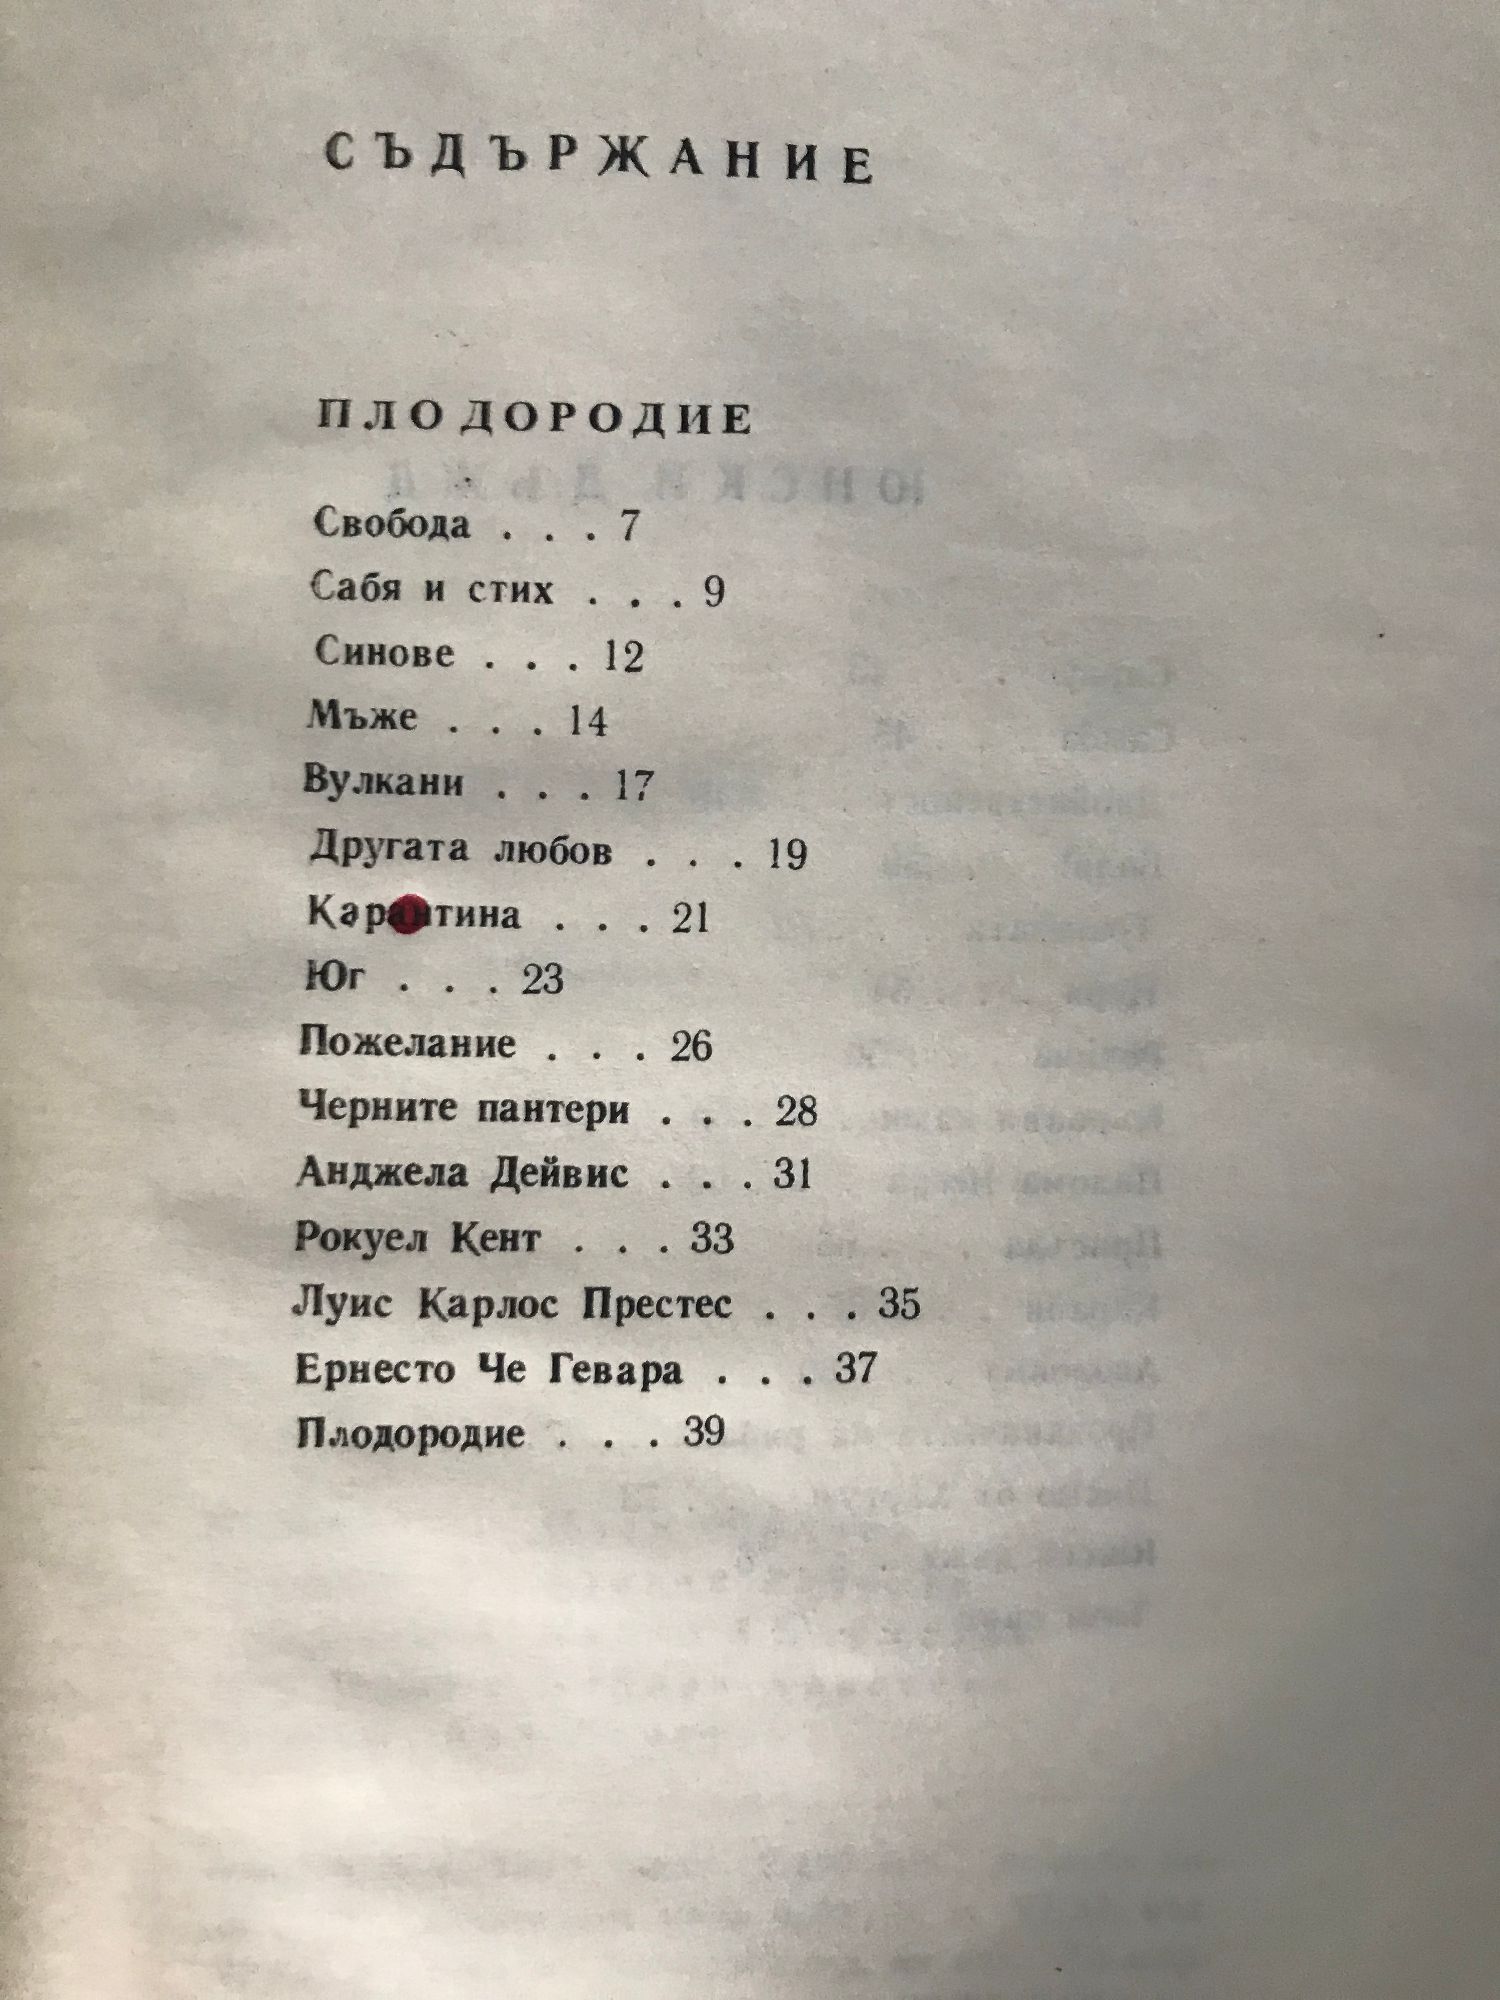 СЪДЪРЖАНИЕ
ПЛОДОРОДИЕ
Свобода . . . 7
Сабя и стих . . . 9
Синове . . . 12
Мъже . . . 14
Вулкани . . . 17
Другата любов . . . 19
Карантина . . . 21
Юг . . . 23
Пожелание . . . 26
Черните пантери . . . 28
Анджела Дейвис . . . 31
Рокуел Кент . . . 33
Луис Карлос Престес . . . 35
Ернесто Че Гевара . . . 37
Плодородие . . . 39